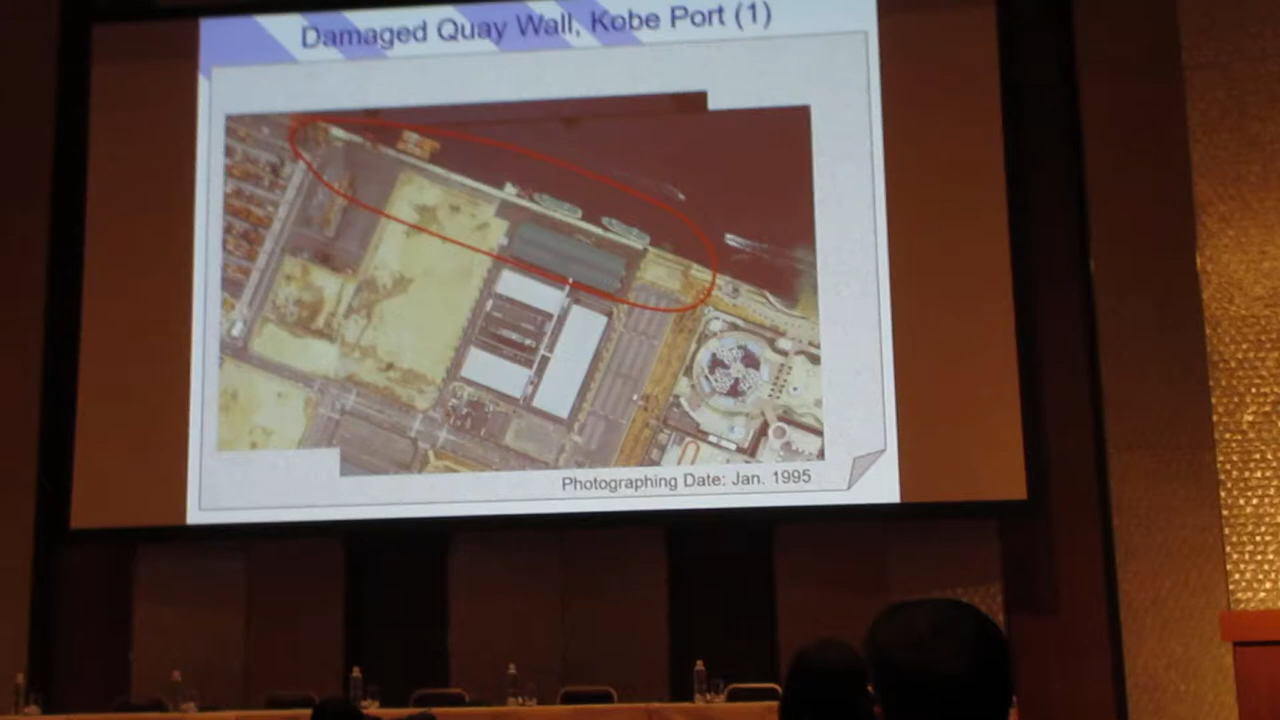 Damaged Quay Wall, Kobe Port (1)
Photographing Date: Jan. 1995